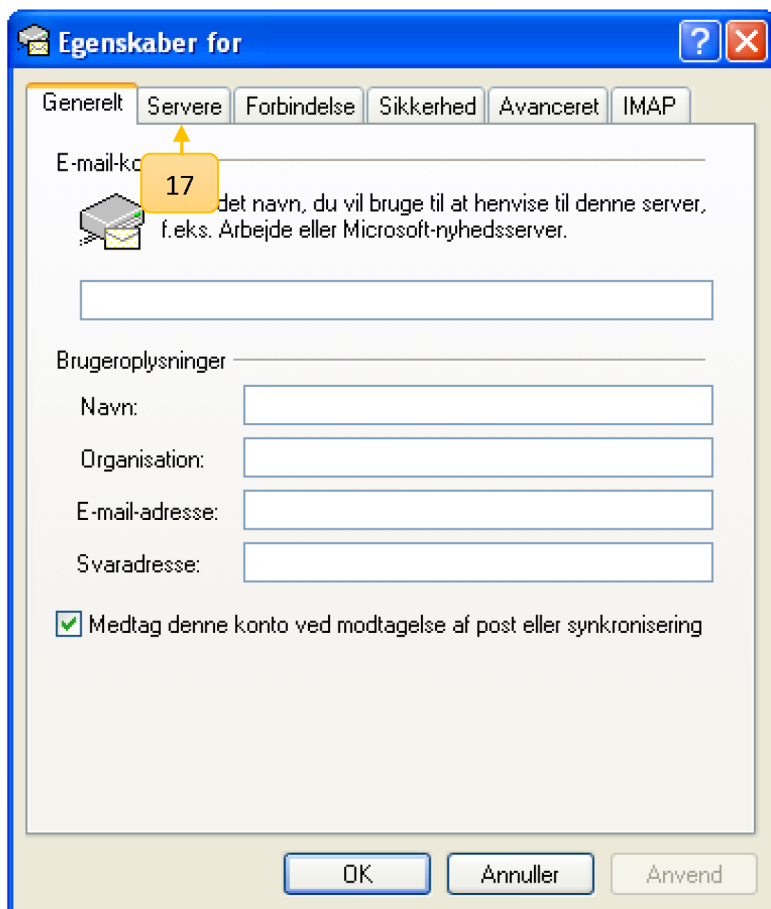 Egenskaber for
Generelt Servere Forbindelse Sikkerhed Avanceret IMAP
E-mail-ko
17
det navn, du vil bruge til at henvise til denne server,
f.eks. Arbejde eller Microsoft-nyhedsserver.
Brugeroplysninger
Navn:
Organisation:
E-mail-adresse:
Svaradresse:
Medtag denne konto ved modtagelse af post eller synkronisering
OK Annuller Anvend